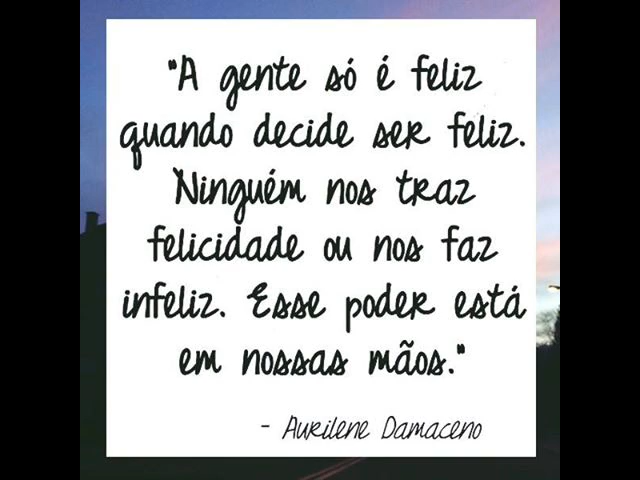 "A gente só é feliz
quando decide ser feliz.
Ninguém nos traz
felicidade ou nos faz
infeliz. Esse poder está
em nossas mãos."
- Aurilene Damaceno